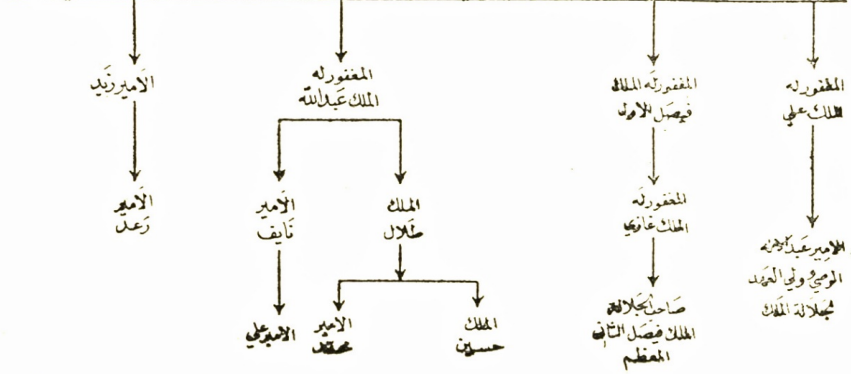 المغفور له
الملك علي
الامير عبدالاله
الوصي وولي العهد
لجلالة الملك
المغفور له الملك
فيصل الاول
المغفور له
الملك غازي
صاحب الجلالة
الملك فيصل الثاني
المعظم
المغفور له
الملك عبدالله
الملك
طلال
الملك
حسين
الامير
محمد
الامير
نايف
الامير علي
الامير زيد
الامير
رعد